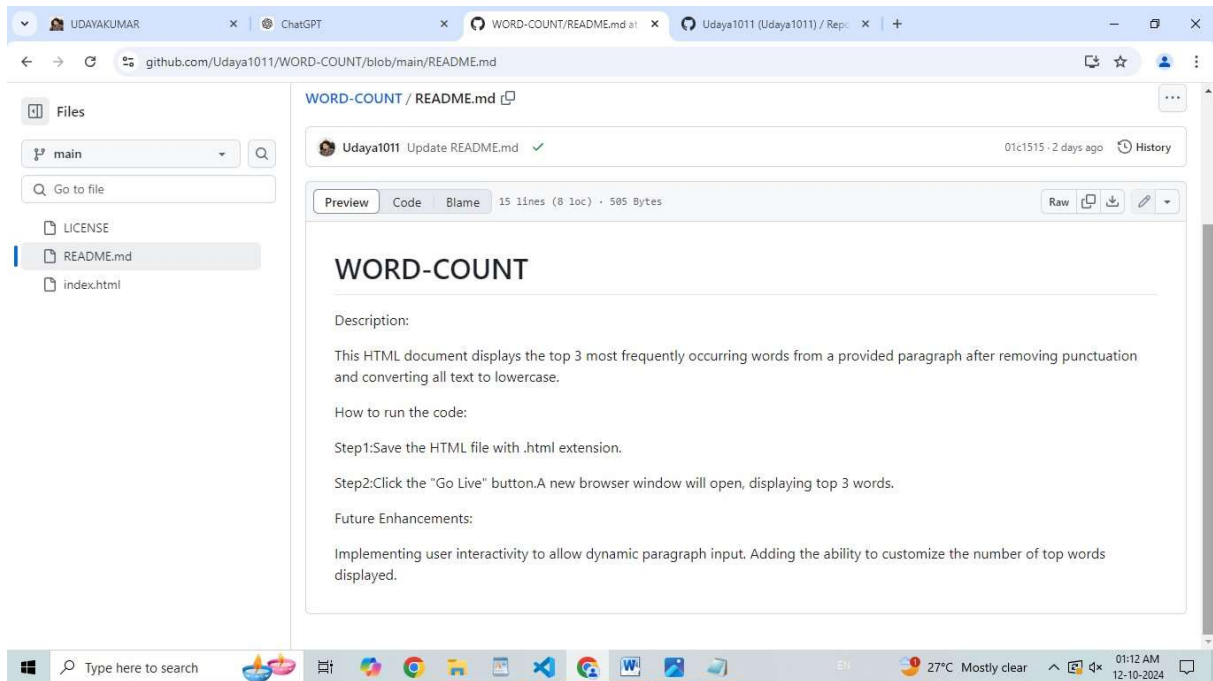 UDAYAKUMAR
ChatGPT
WORD-COUNT/README.md at
Udaya1011 (Udaya1011) / Repo
github.com/Udaya1011/WORD-COUNT/blob/main/README.md
Files
WORD-COUNT / README.md
main
Udaya1011 Update README.md
01c1515 · 2 days ago
History
Go to file
Preview Code Blame 15 lines (8 loc) · 505 Bytes
Raw
LICENSE
README.md
index.html
WORD-COUNT
Description:
This HTML document displays the top 3 most frequently occurring words from a provided paragraph after removing punctuation
and converting all text to lowercase.
How to run the code:
Step1:Save the HTML file with .html extension.
Step2:Click the "Go Live" button.A new browser window will open, displaying top 3 words.
Future Enhancements:
Implementing user interactivity to allow dynamic paragraph input. Adding the ability to customize the number of top words
displayed.
Type here to search
EN
27°C Mostly clear
01:12 AM
12-10-2024